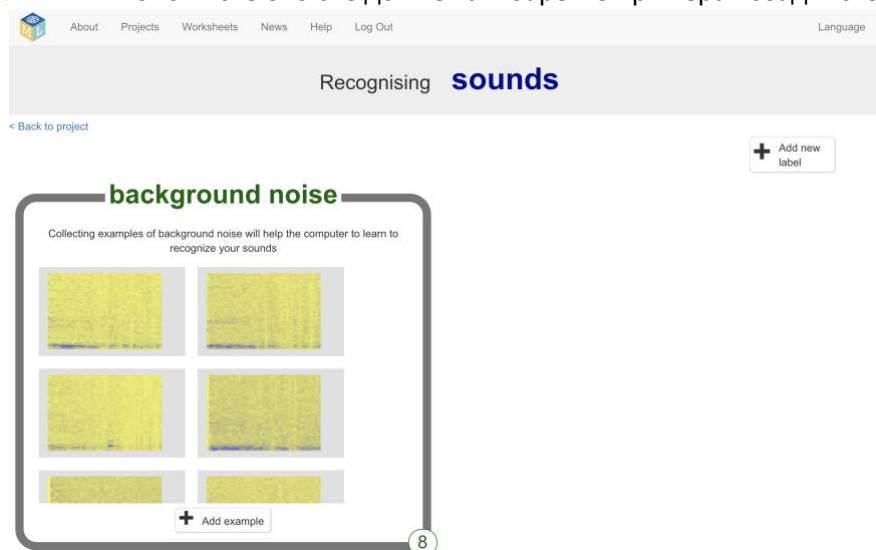 About Projects Worksheets News Help Log Out Language
Recognising sounds
< Back to project
Add new
label
background noise
Collecting examples of background noise will help the computer to learn to
recognize your sounds
Add example
8